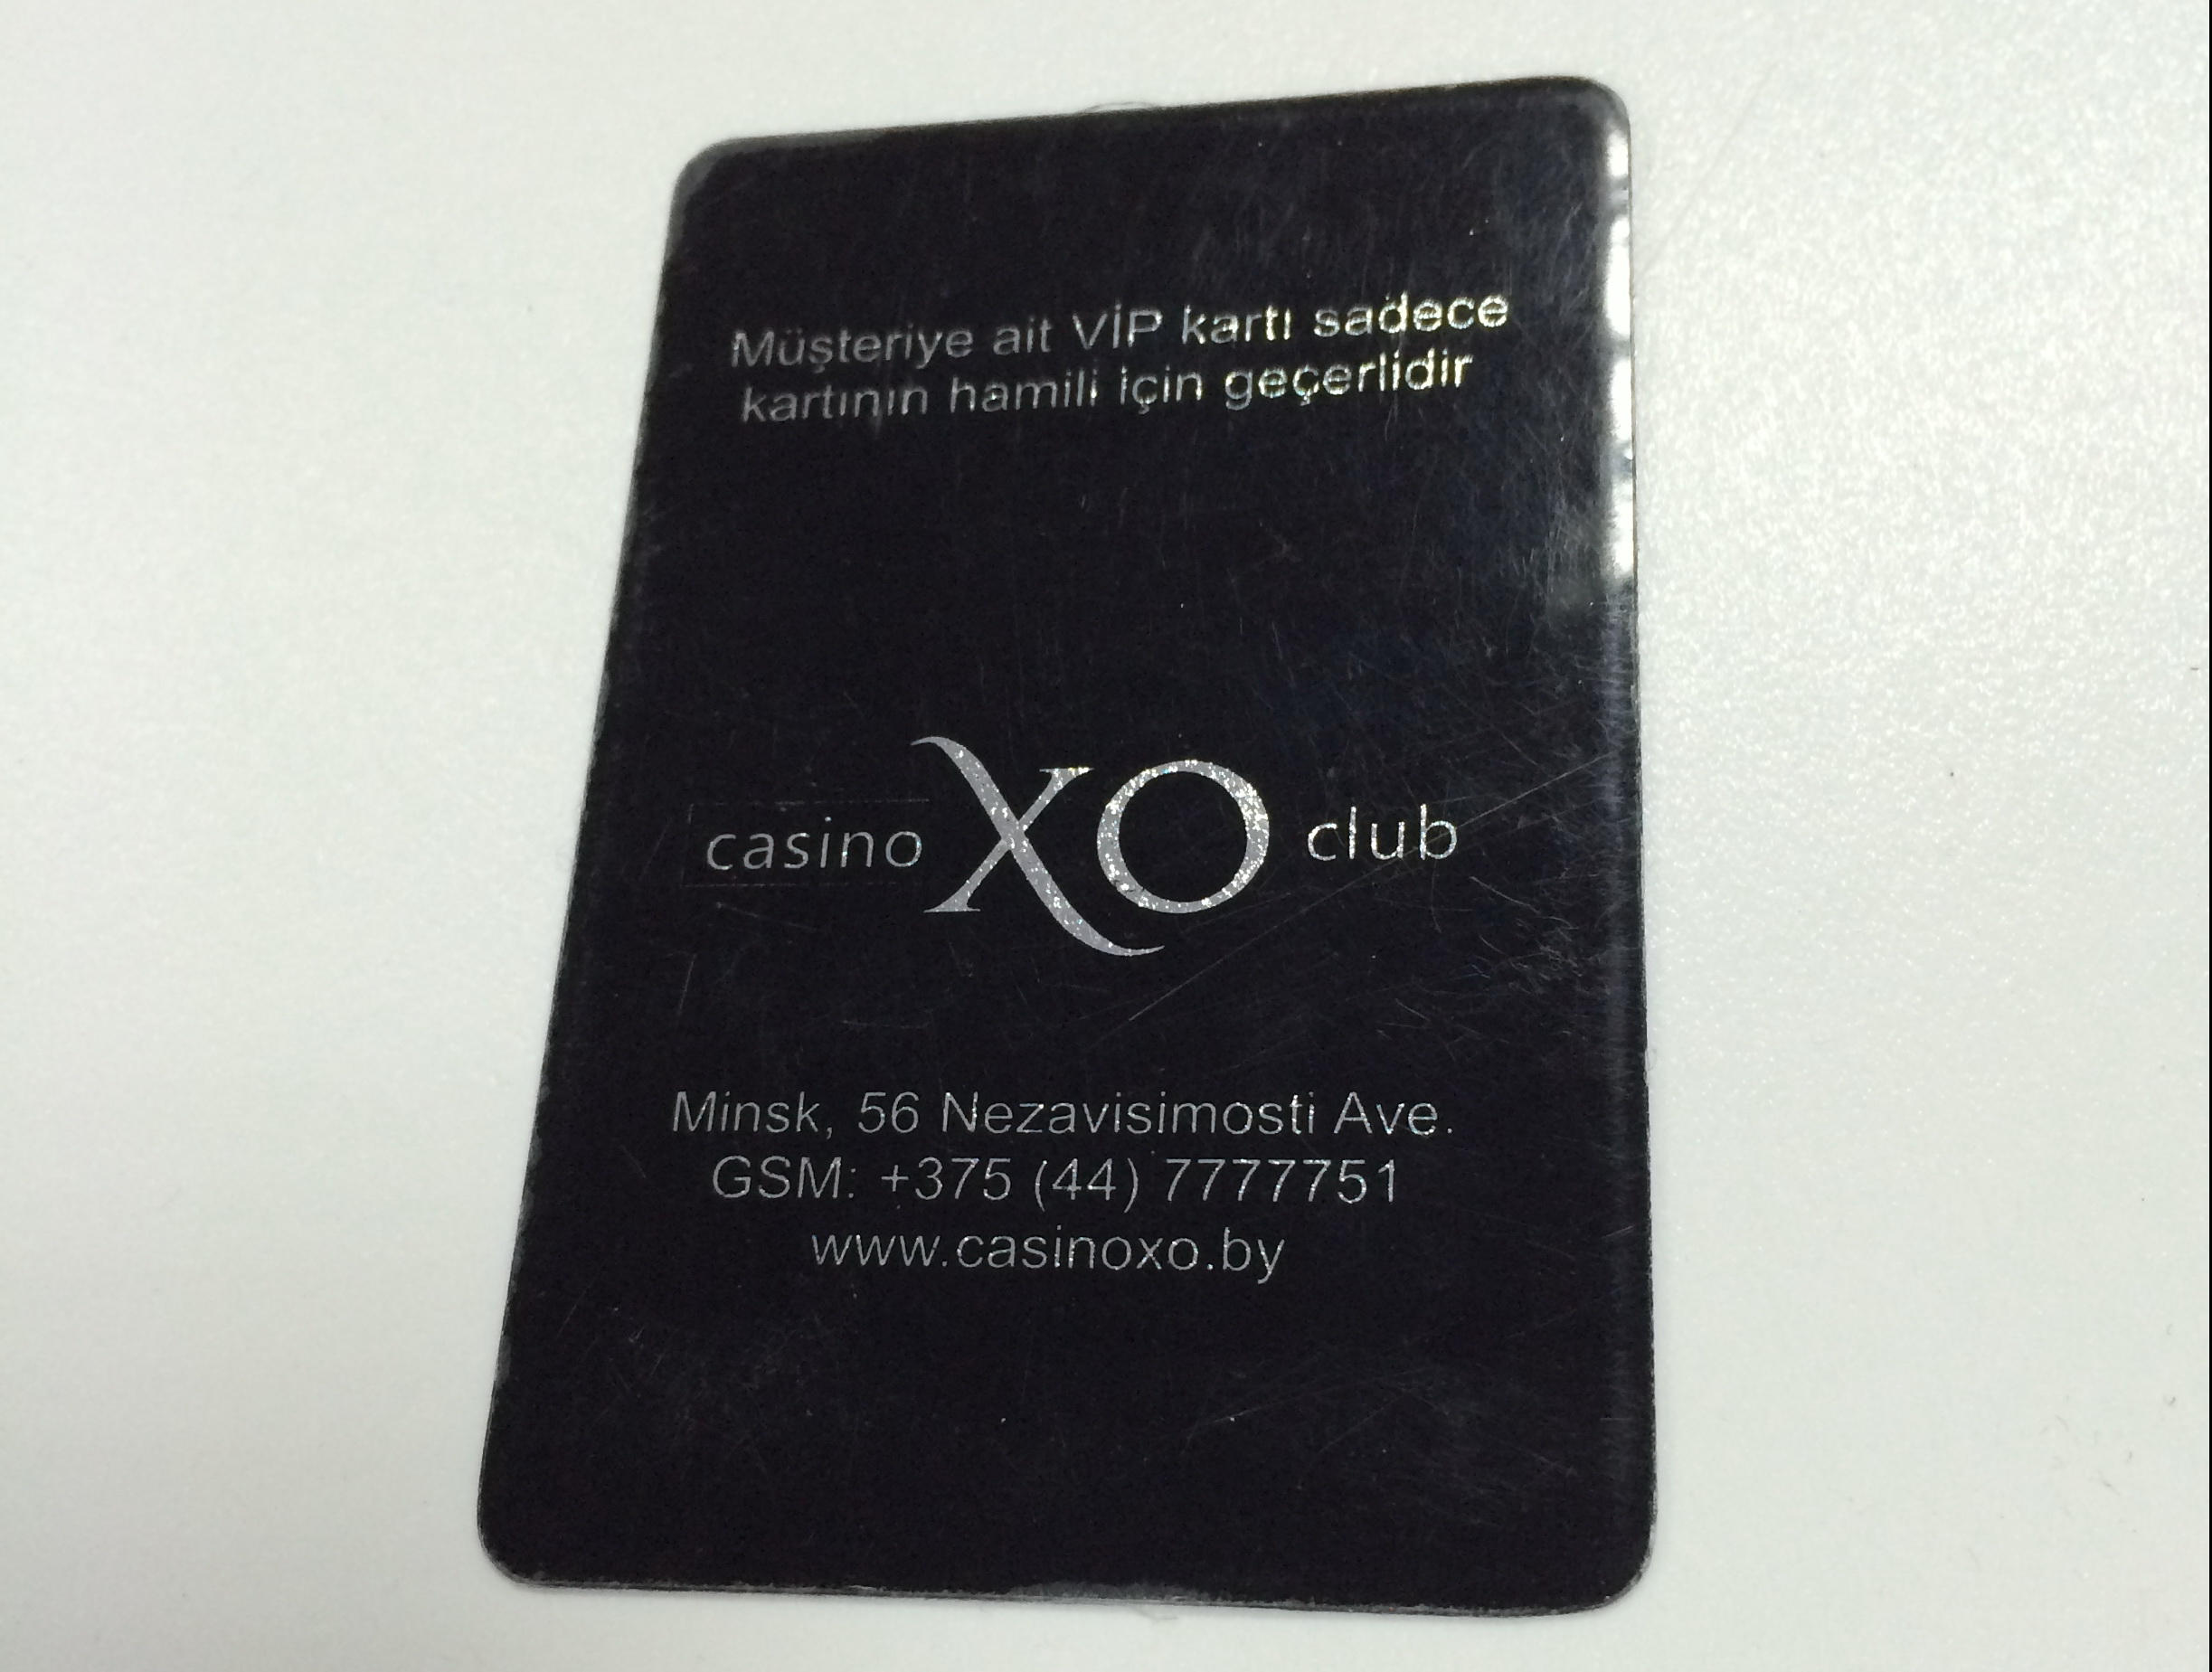 Müşteriye ait VİP kartı sadece
kartının hamili için geçerlidir
casino XO club
Minsk, 56 Nezavisimosti Ave.
GSM: +375 (44) 7777751
www.casinoxo.by